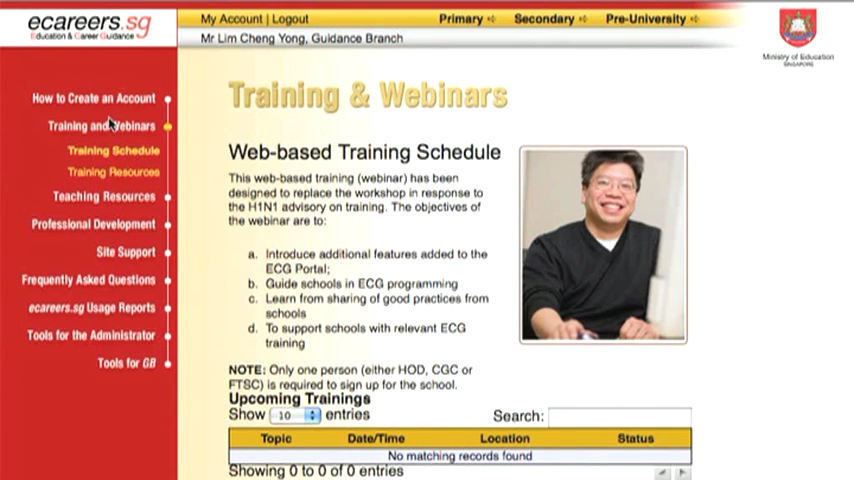 ecareers.sg
Education & Career Guidance
My Account | Logout
Primary
Secondary
Pre-University
Mr Lim Cheng Yong, Guidance Branch
Ministry of Education
SINGAPORE
How to Create an Account
Training and Webinars
Training Schedule
Training Resources
Teaching Resources
Professional Development
Site Support
Frequently Asked Questions
ecareers.sg Usage Reports
Tools for the Administrator
Tools for GB
Training & Webinars
Web-based Training Schedule
This web-based training (webinar) has been
designed to replace the workshop in response to
the H1N1 advisory on training. The objectives of
the webinar are to:
a. Introduce additional features added to the
ECG Portal;
b. Guide schools in ECG programming
c. Learn from sharing of good practices from
schools
d. To support schools with relevant ECG
training
NOTE: Only one person (either HOD, CGC or
FTSC) is required to sign up for the school.
Upcoming Trainings
Show 10 entries
Search:
Topic Date/Time Location Status
No matching records found
Showing 0 to 0 of 0 entries